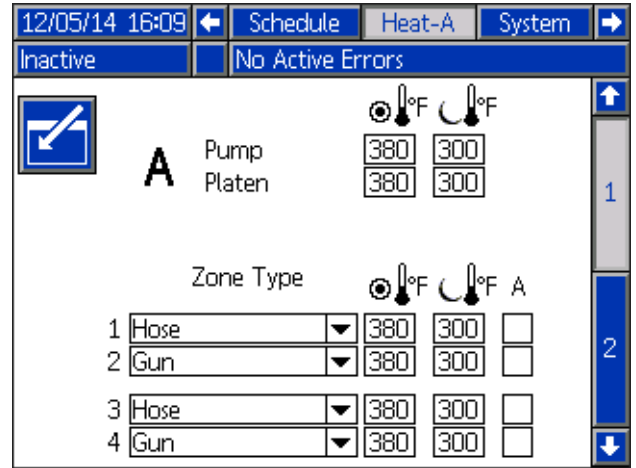 12/05/14 16:09 Schedule Heat-A System
Inactive No Active Errors
°F °F
A
Pump 380 300
Platen 380 300
1
Zone Type °F °F A
1 Hose 380 300
2 Gun 380 300
2
3 Hose 380 300
4 Gun 380 300